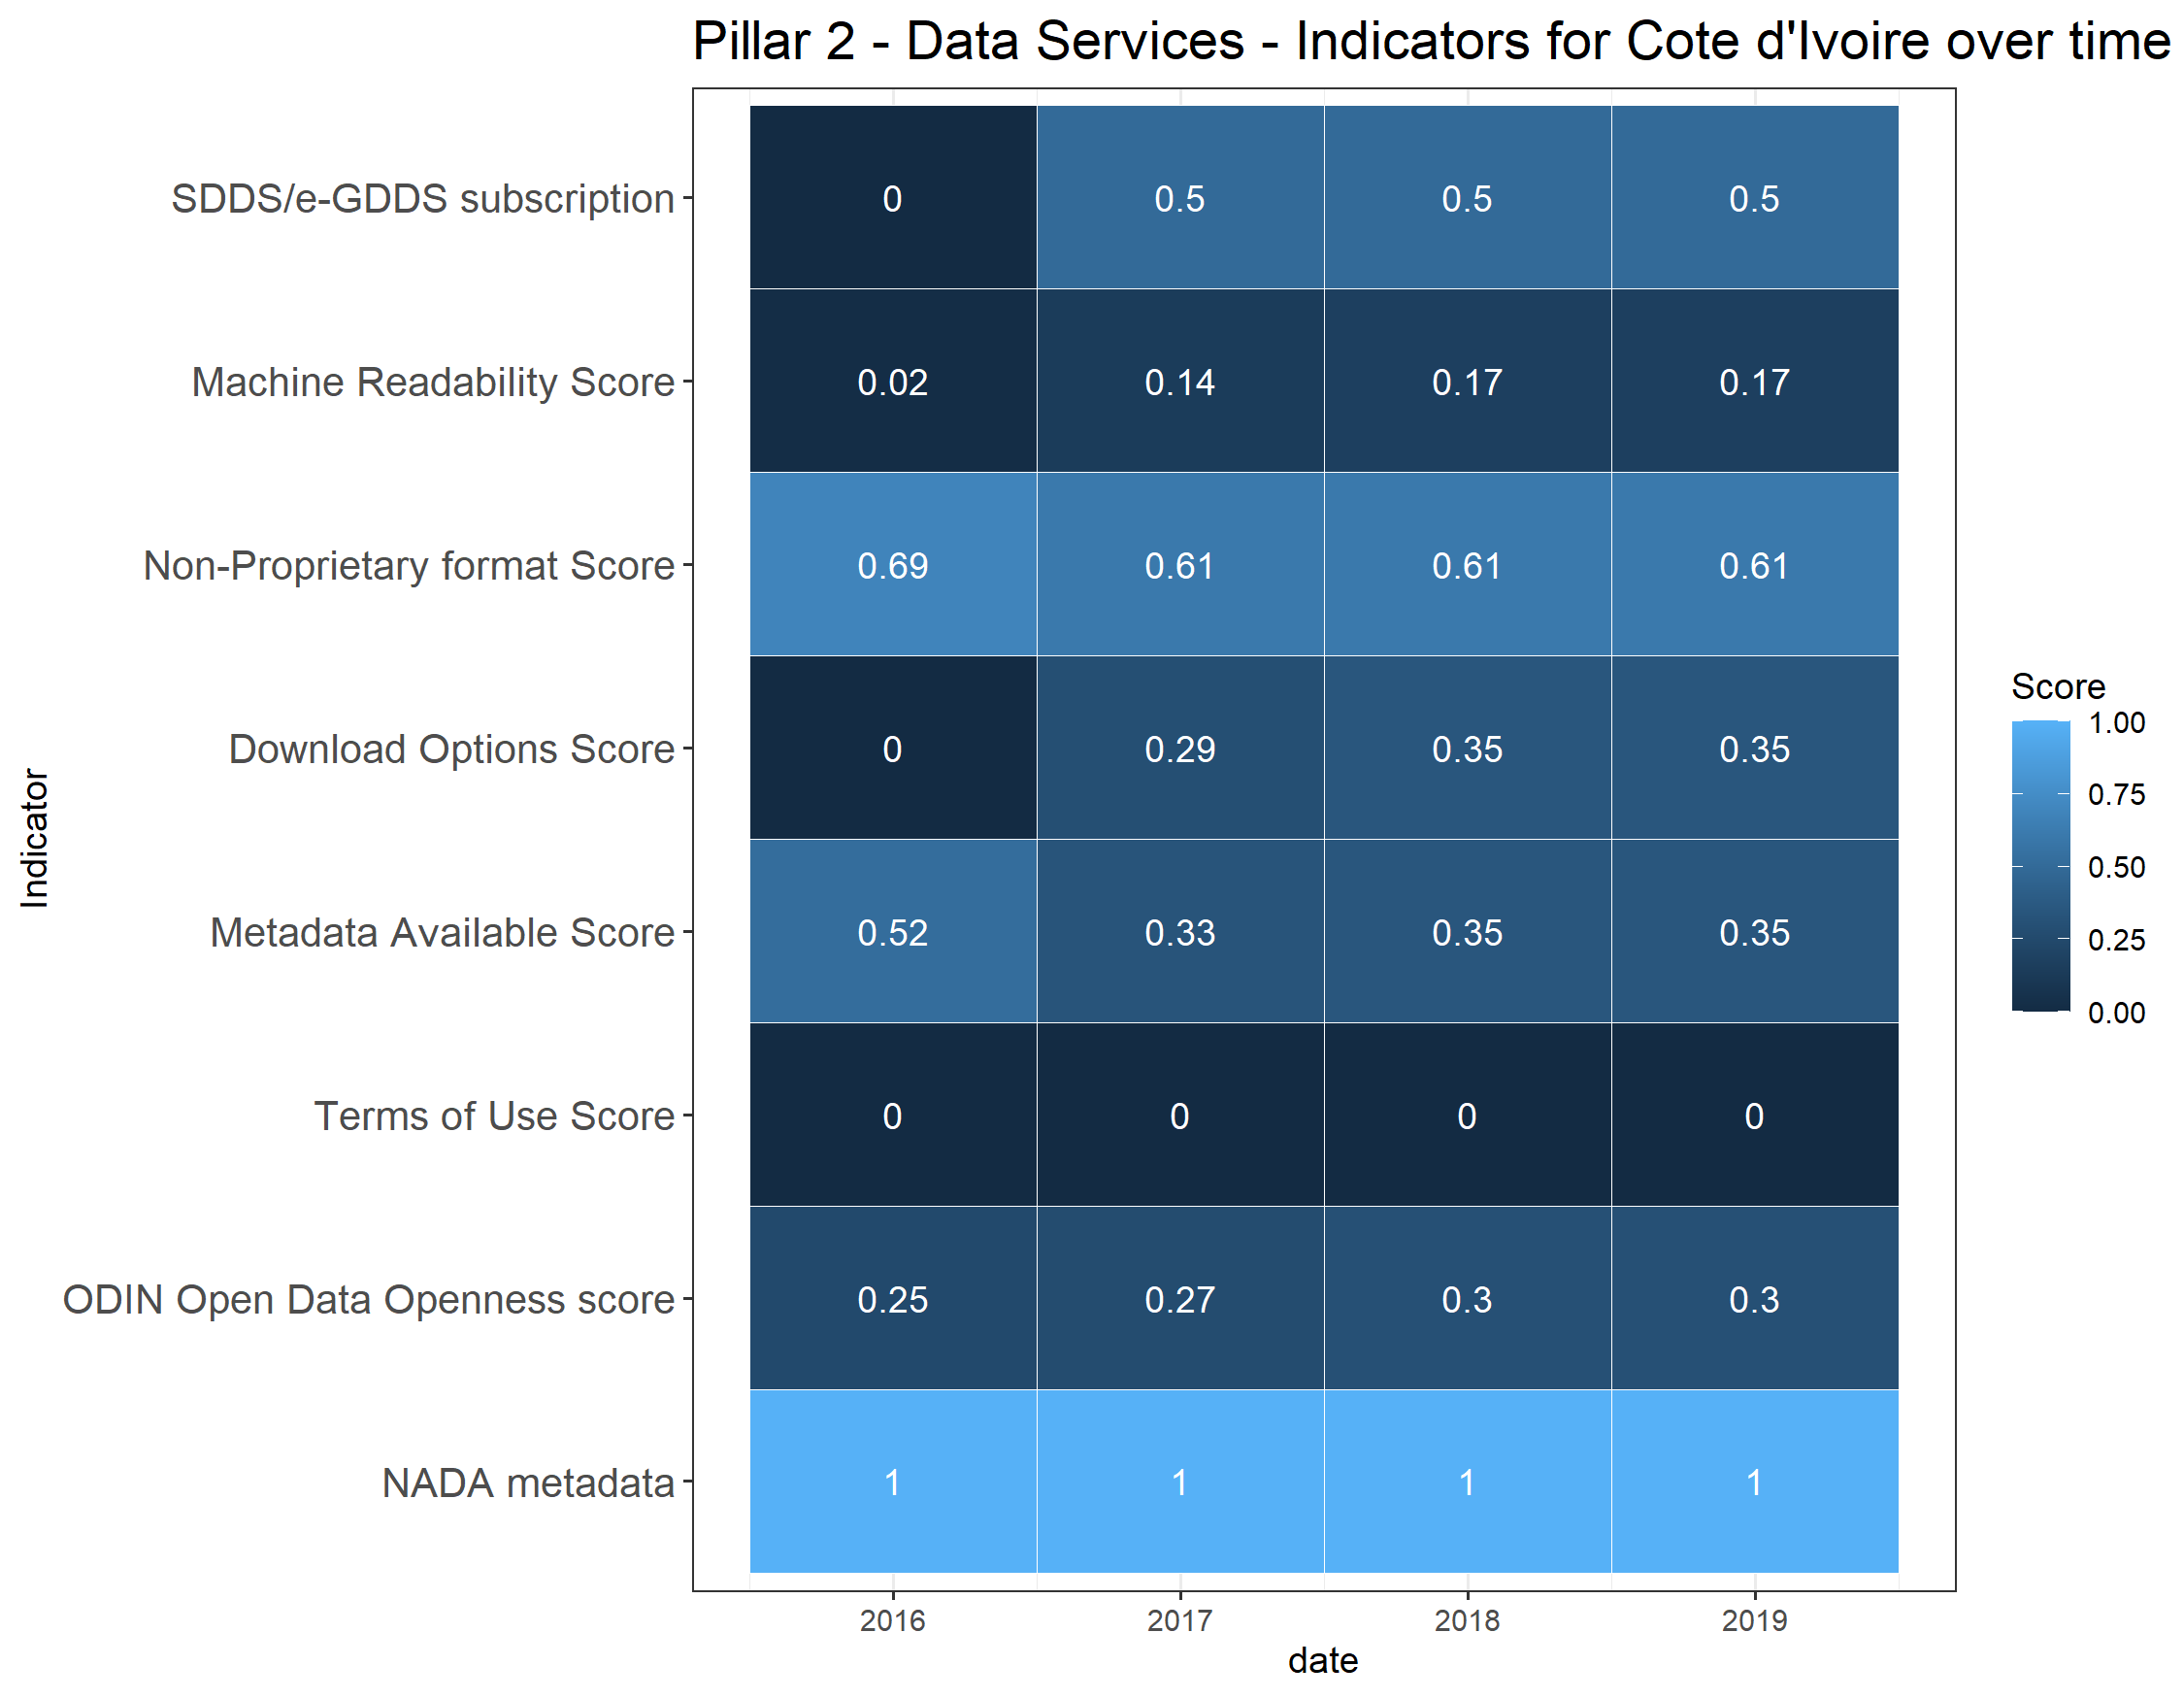 Pillar 2 - Data Services - Indicators for Cote d'Ivoire over time
SDDS/e-GDDS subscription 0 0.5 0.5 0.5
Machine Readability Score 0.02 0.14 0.17 0.17
Non-Proprietary format Score 0.69 0.61 0.61 0.61
Download Options Score 0 0.29 0.35 0.35
Metadata Available Score 0.52 0.33 0.35 0.35
Terms of Use Score 0 0 0 0
ODIN Open Data Openness score 0.25 0.27 0.3 0.3
NADA metadata 1 1 1 1
Indicator
2016 2017 2018 2019
date
Score
1.00
0.75
0.50
0.25
0.00